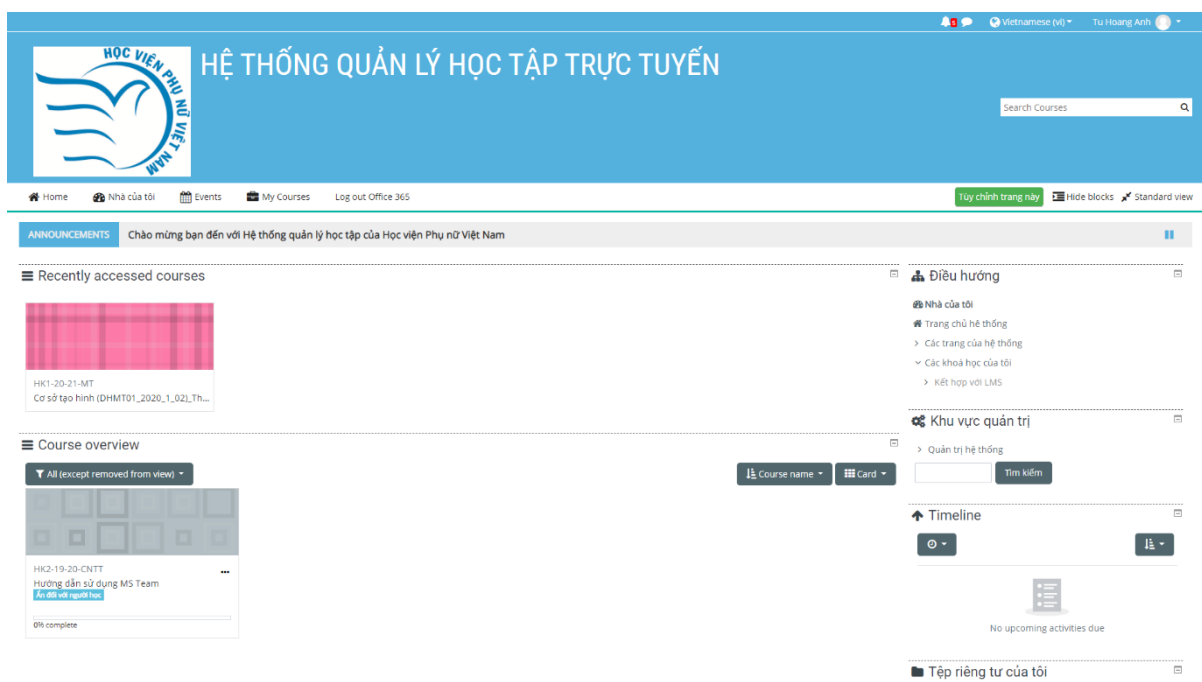 5
Vietnamese (vi)
Tu Hoang Anh
HỌC VIỆN PHỤ NỮ VIỆT NAM
HỆ THỐNG QUẢN LÝ HỌC TẬP TRỰC TUYẾN
Search Courses
Home
Nhà của tôi
Events
My Courses
Log out Office 365
Tùy chỉnh trang này
Hide blocks
Standard view
ANNOUNCEMENTS
Chào mừng bạn đến với Hệ thống quản lý học tập của Học viện Phụ nữ Việt Nam
Recently accessed courses
HK1-20-21-MT
Cơ sở tạo hình (DHMT01_2020_1_02)_Th...
Course overview
All (except removed from view)
Course name
Card
HK2-19-20-CNTT
...
Hướng dẫn sử dụng MS Team
Ẩn đối với người học
0% complete
Điều hướng
Nhà của tôi
Trang chủ hệ thống
Các trang của hệ thống
Các khoá học của tôi
Kết hợp với LMS
Khu vực quản trị
Quản trị hệ thống
Tìm kiếm
Timeline
No upcoming activities due
Tệp riêng tư của tôi